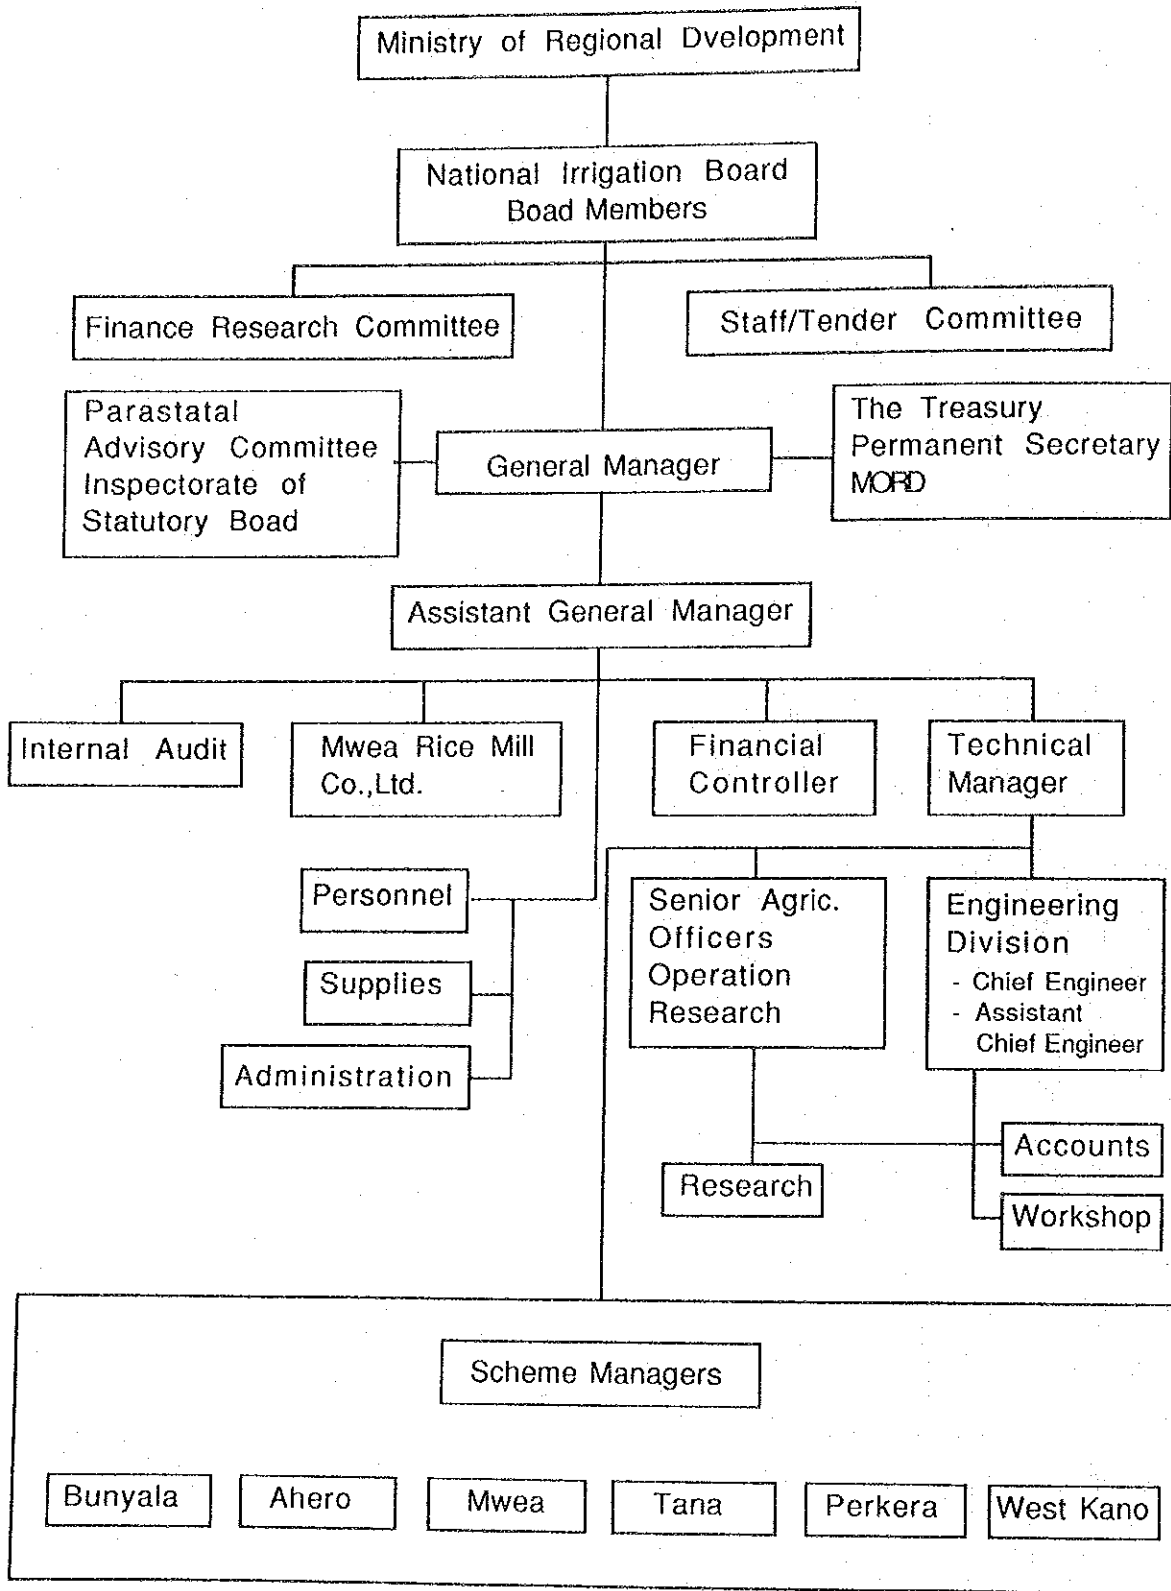 Ministry of Regional Dvelopment
National Irrigation Board
Boad Members
Finance Research Committee
Staff/Tender Committee
Parastatal
Advisory Committee
Inspectorate of
Statutory Boad
General Manager
The Treasury
Permanent Secretary
MORD
Assistant General Manager
Internal Audit
Mwea Rice Mill
Co.,Ltd.
Financial
Controller
Technical
Manager
Personnel
Supplies
Administration
Senior Agric.
Officers
Operation
Research
Engineering
Division
- Chief Engineer
- Assistant
Chief Engineer
Accounts
Research
Workshop
Scheme Managers
Bunyala
Ahero
Mwea
Tana
Perkera
West Kano